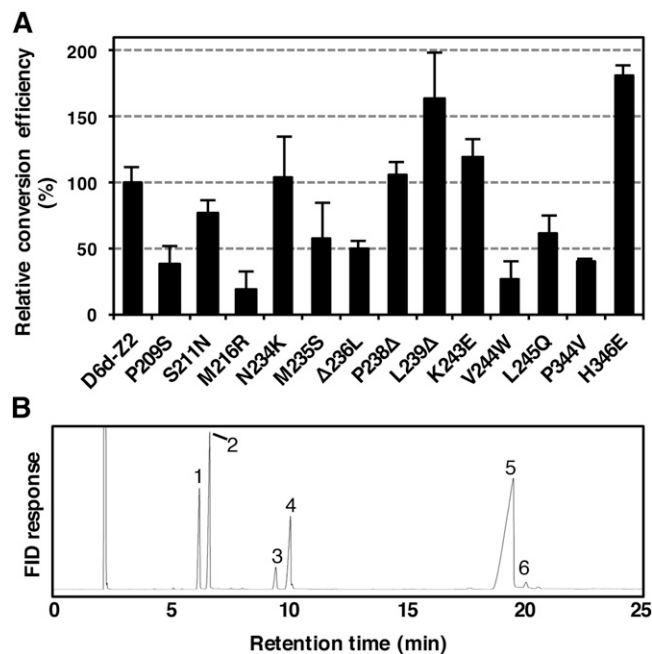 A
Relative conversion efficiency
(%)
200
150
100
50
0
D6d-Z2
P209S
S211N
M216R
N234K
M235S
Δ236L
P238Δ
L239Δ
K243E
V244W
L245Q
P344V
H346E
B
FID response
1
2
3
4
5
6
0 5 10 15 20 25
Retention time (min)